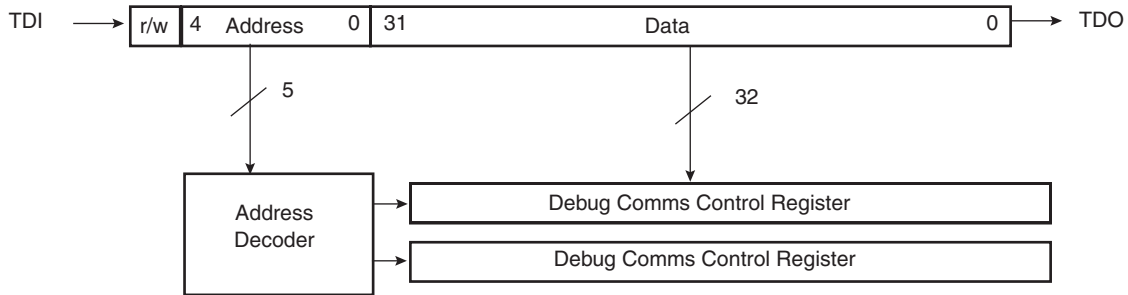 TDI r/w 4 Address 0 31 Data 0 TDO
5 32
Address
Decoder
Debug Comms Control Register
Debug Comms Control Register